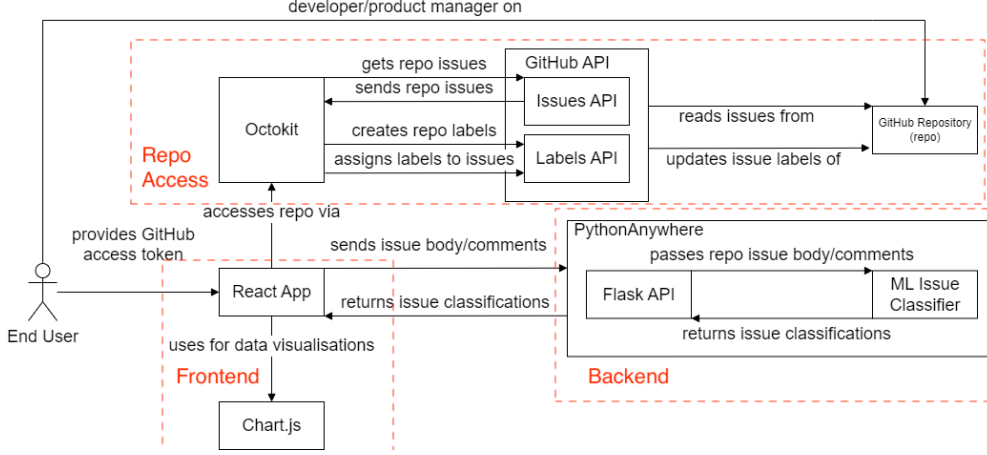 developer/product manager on
gets repo issues
GitHub API
sends repo issues
Issues API
Octokit
creates repo labels
reads issues from
GitHub Repository
(repo)
Repo
Access
assigns labels to issues
Labels API
updates issue labels of
accesses repo via
provides GitHub
access token
PythonAnywhere
sends issue body/comments
passes repo issue body/comments
React App
Flask API
ML Issue
Classifier
returns issue classifications
End User
returns issue classifications
uses for data visualisations
Frontend
Backend
Chart.js